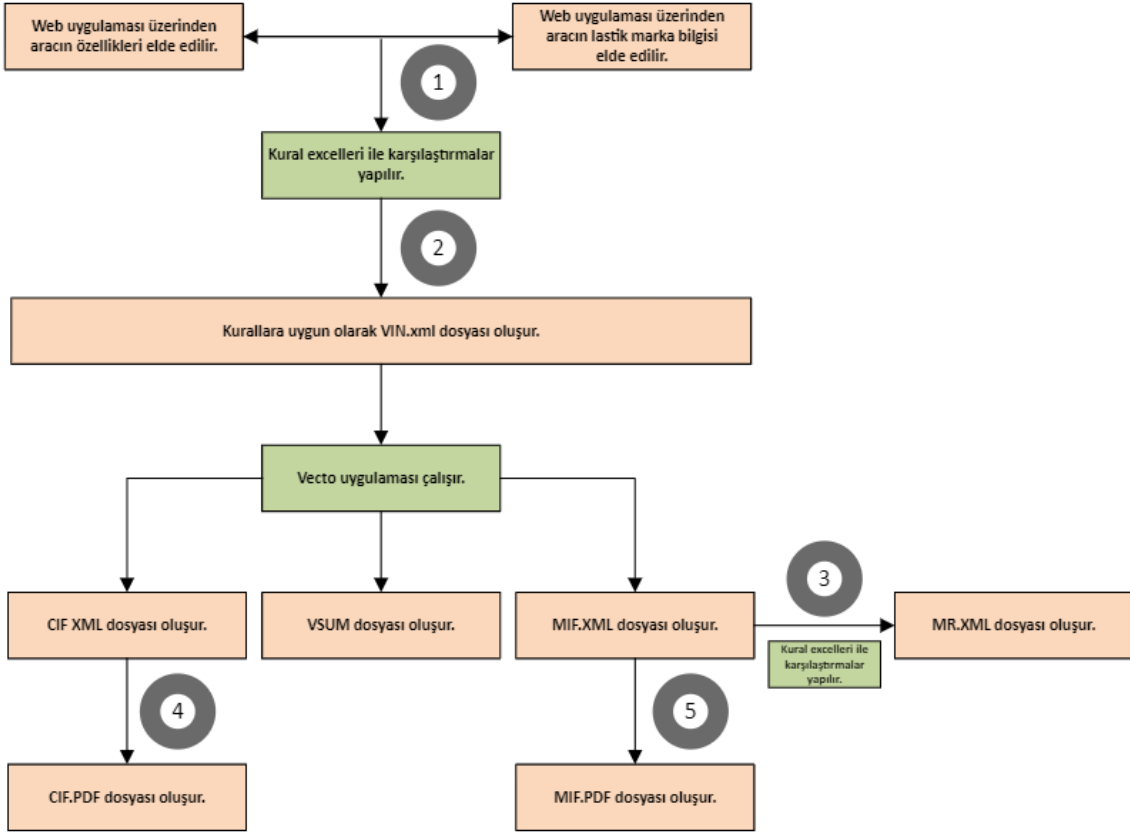 Web uygulaması üzerinden
aracın özellikleri elde edilir.
Web uygulaması üzerinden
aracın lastik marka bilgisi
elde edilir.
1
Kural excelleri ile karşılaştırmalar
yapılır.
2
Kurallara uygun olarak VIN.xml dosyası oluşur.
Vecto uygulaması çalışır.
CIF XML dosyası oluşur.
VSUM dosyası oluşur.
MIF.XML dosyası oluşur.
3
Kural excelleri ile
karşılaştırmalar
yapılır.
MR.XML dosyası oluşur.
4
5
CIF.PDF dosyası oluşur.
MIF.PDF dosyası oluşur.